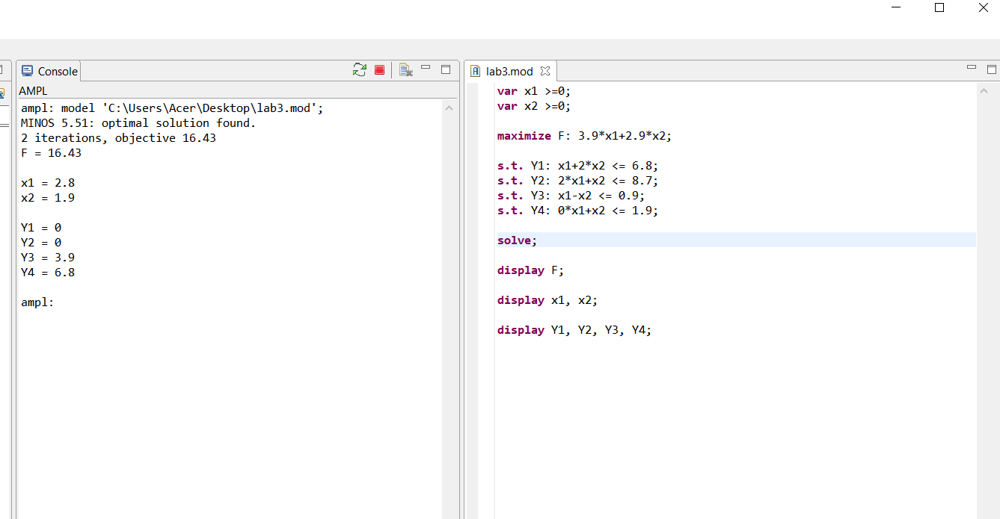 Console
AMPL
ampl: model 'C:\Users\Acer\Desktop\lab3.mod';
MINOS 5.51: optimal solution found.
2 iterations, objective 16.43
F = 16.43
x1 = 2.8
x2 = 1.9
Y1 = 0
Y2 = 0
Y3 = 3.9
Y4 = 6.8
ampl:
lab3.mod
var x1 >=0;
var x2 >=0;
maximize F: 3.9*x1+2.9*x2;
s.t. Y1: x1+2*x2 <= 6.8;
s.t. Y2: 2*x1+x2 <= 8.7;
s.t. Y3: x1-x2 <= 0.9;
s.t. Y4: 0*x1+x2 <= 1.9;
solve;
display F;
display x1, x2;
display Y1, Y2, Y3, Y4;